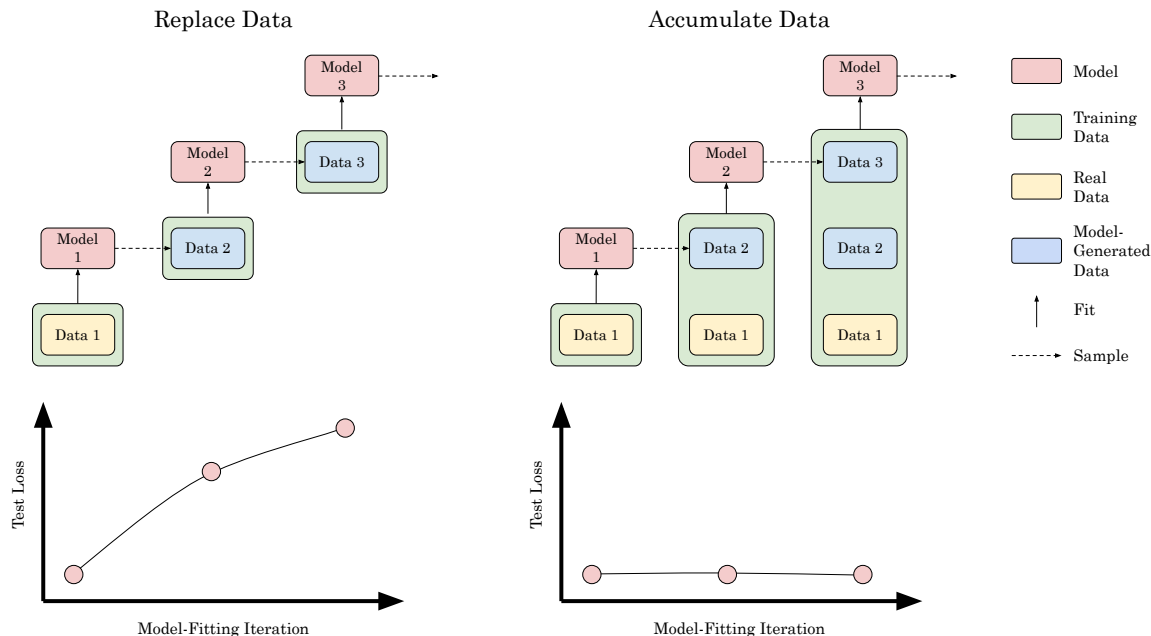 Replace Data
Model
3
Model
2
Data 3
Model
1
Data 2
Data 1
Test Loss
Model-Fitting Iteration
Accumulate Data
Model
3
Model
2
Data 3
Model
1
Data 2
Data 2
Data 1
Data 1
Data 1
Test Loss
Model-Fitting Iteration
Model
Training
Data
Real
Data
Model-
Generated
Data
Fit
Sample